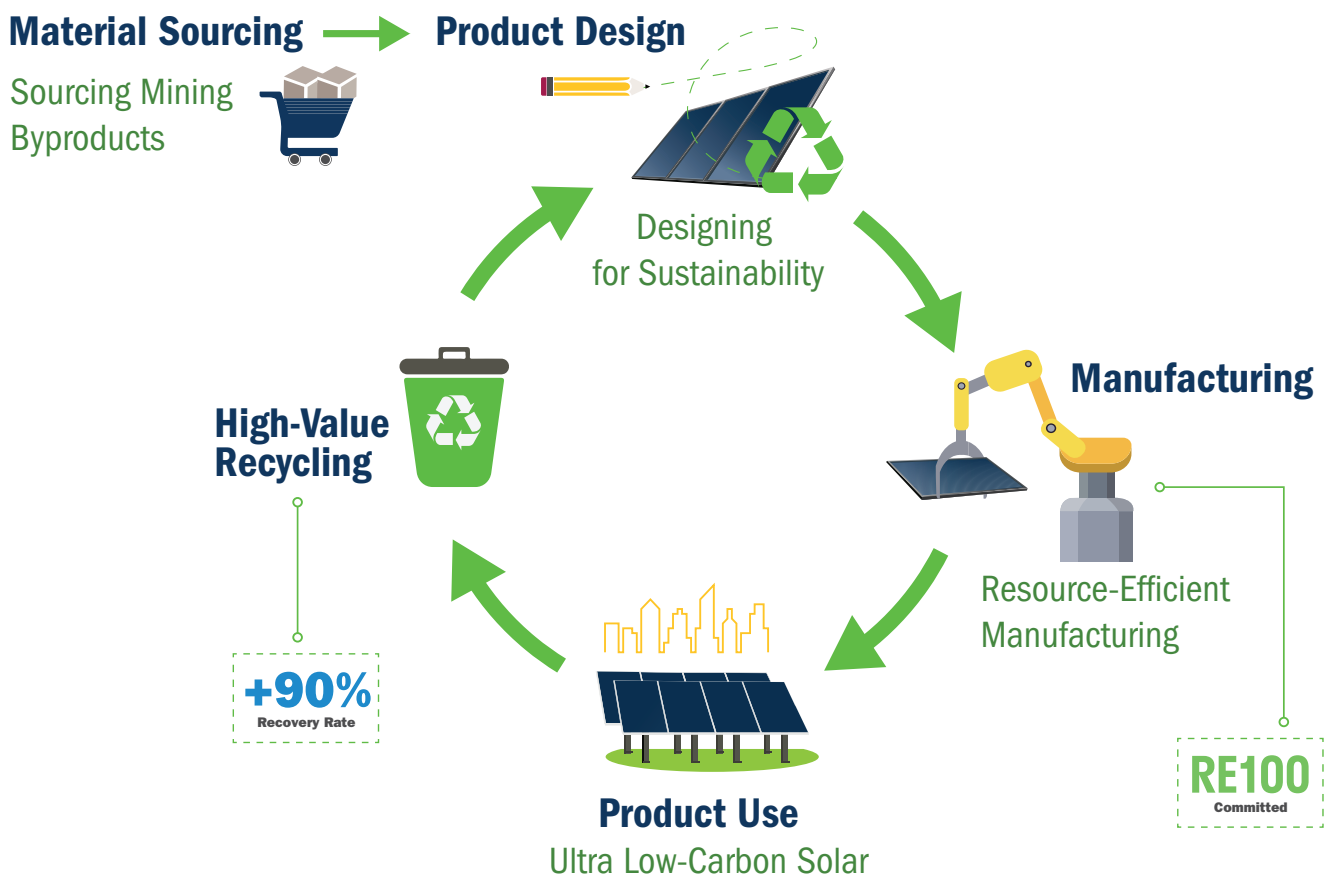 Material Sourcing
Sourcing Mining
Byproducts
Product Design
Designing
for Sustainability
Manufacturing
Resource-Efficient
Manufacturing
RE100
Committed
Product Use
Ultra Low-Carbon Solar
High-Value
Recycling
+90%
Recovery Rate